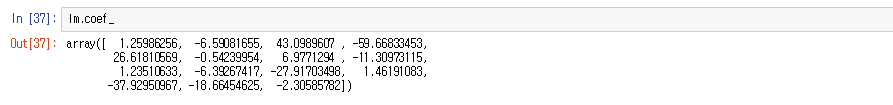 In [37]: lm.coef_
Out[37]: array([  1.25986256,  -6.59081655,  43.0989607 , -59.66833453,
26.61810569,  -0.54239954,   6.9771294 , -11.30973115,
1.23510633,  -6.39267417, -27.91703498,   1.46191083,
-37.92950967, -18.66454625,  -2.30585782])